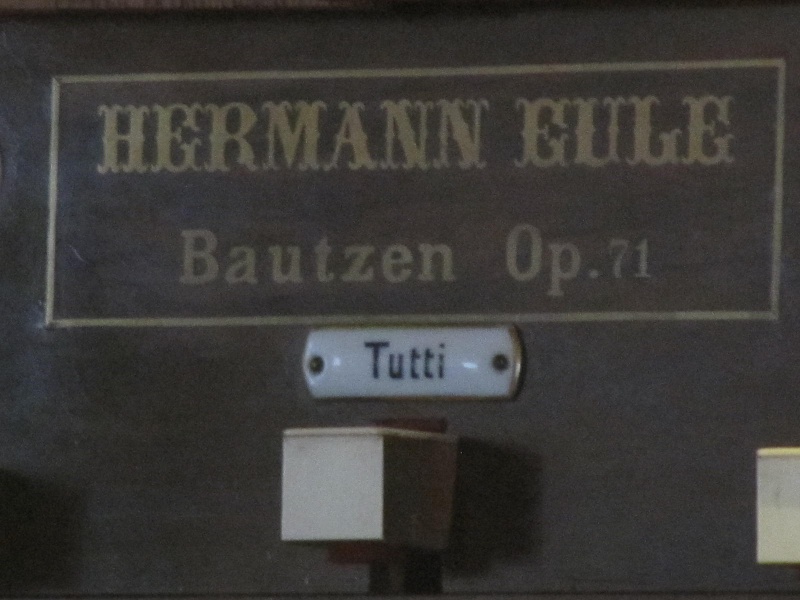 HERMANN EULE
Bautzen Op.71
Tutti